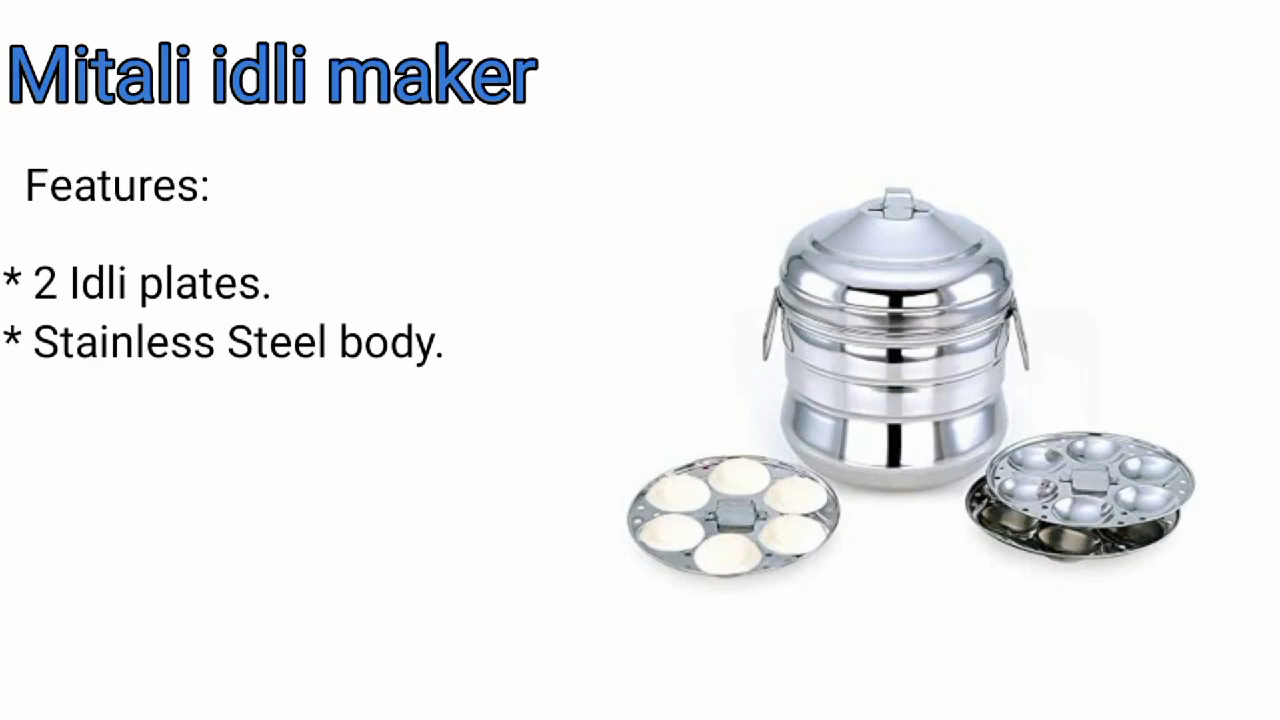 Mitali idli maker
Features:
* 2 Idli plates.
* Stainless Steel body.